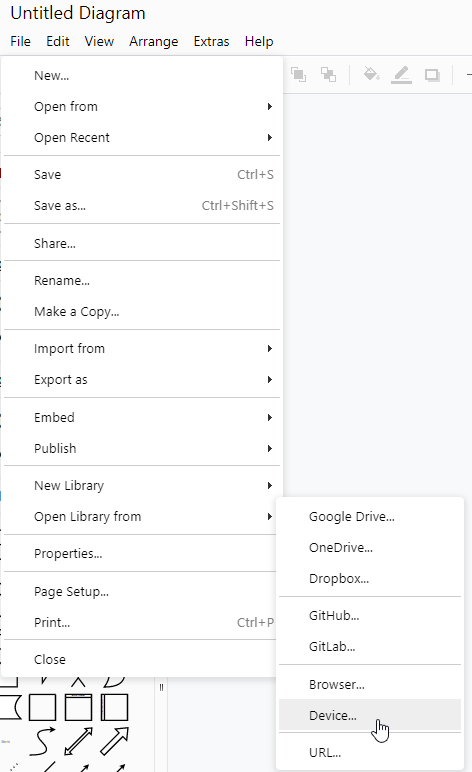 Untitled Diagram
File Edit View Arrange Extras Help
New...
Open from
Open Recent
Save Ctrl+S
Save as... Ctrl+Shift+S
Share...
Rename...
Make a Copy...
Import from
Export as
Embed
Publish
New Library
Open Library from
Properties...
Page Setup...
Print... Ctrl+P
Close
Google Drive...
OneDrive...
Dropbox...
GitHub...
GitLab...
Browser...
Device...
URL...